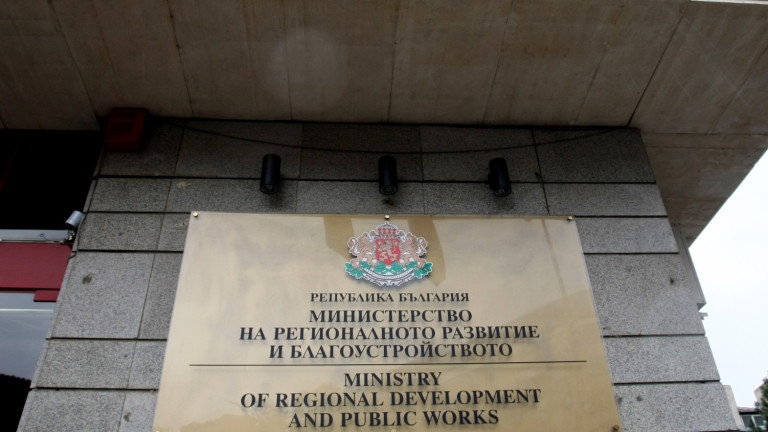 РЕПУБЛИКА БЪЛГАРИЯ
МИНИСТЕРСТВО
НА РЕГИОНАЛНОТО РАЗВИТИЕ
И БЛАГОУСТРОЙСТВОТО
MINISTRY
OF REGIONAL DEVELOPMENT
AND PUBLIC WORKS